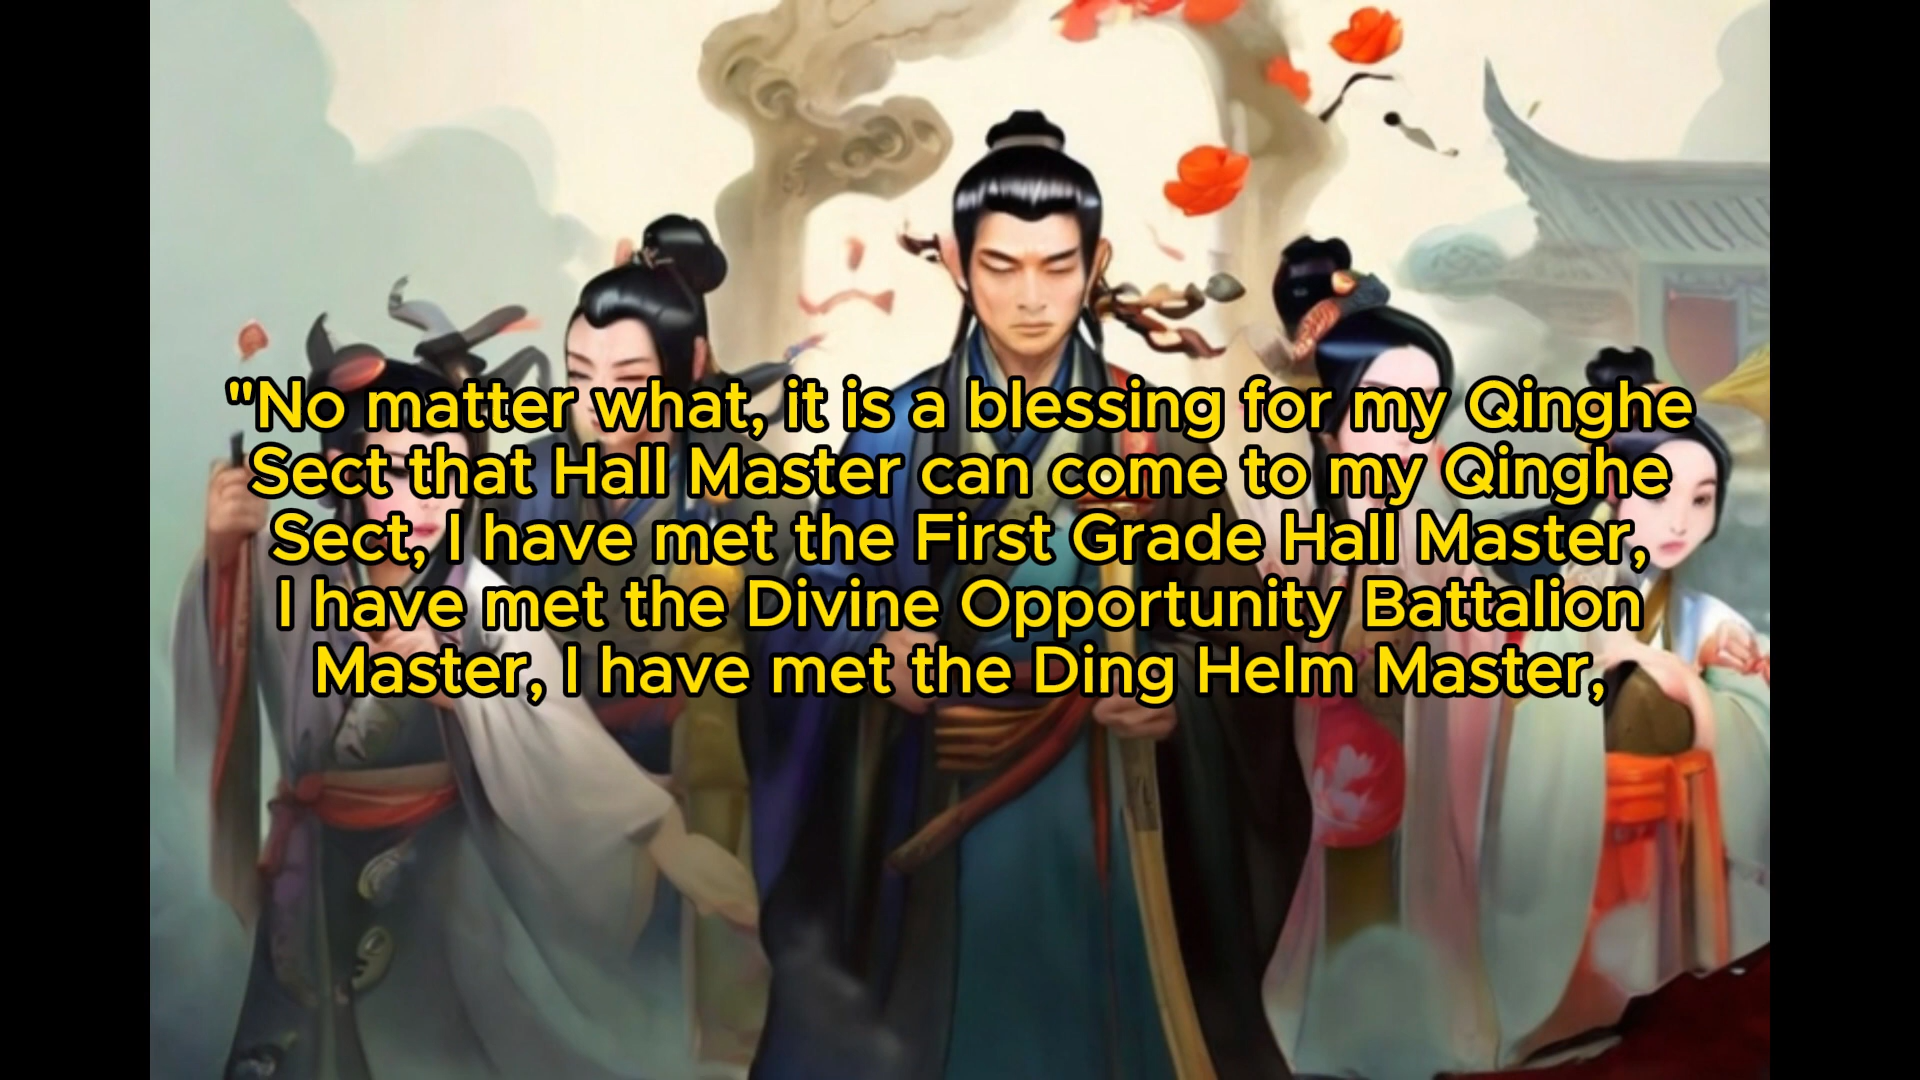 "No matter what, it is a blessing for my Qinghe
Sect that Hall Master can come to my Qinghe
Sect, I have met the First Grade Hall Master,
I have met the Divine Opportunity Battalion
Master, I have met the Ding Helm Master,